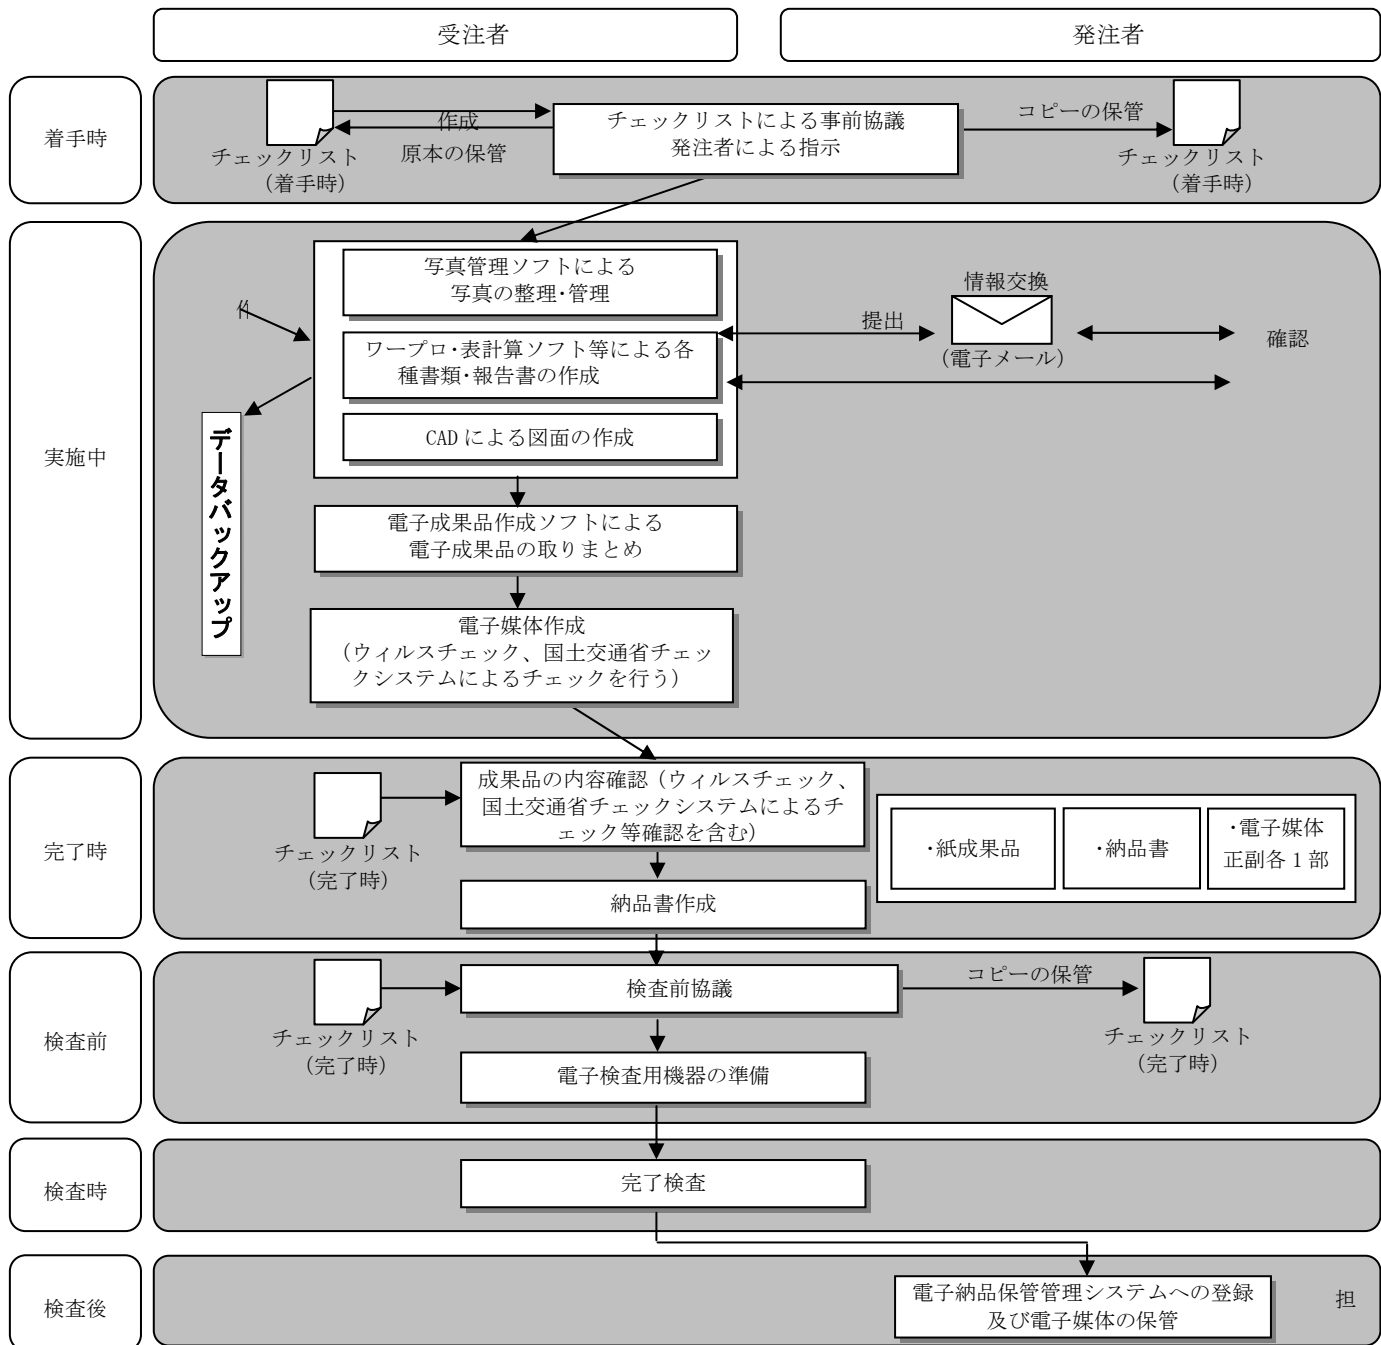 受注者
発注者
着手時
チェックリスト
（着手時）
作成
原本の保管
チェックリストによる事前協議
発注者による指示
コピーの保管
チェックリスト
（着手時）
実施中
写真管理ソフトによる
写真の整理･管理
ワープロ･表計算ソフト等による各
種書類･報告書の作成
CADによる図面の作成
提出
情報交換
（電子メール）
確認
データバックアップ
電子成果品作成ソフトによる
電子成果品の取りまとめ
電子媒体作成
（ウィルスチェック、国土交通省チェッ
クシステムによるチェックを行う）
完了時
チェックリスト
（完了時）
成果品の内容確認（ウィルスチェック、
国土交通省チェックシステムによるチ
ェック等確認を含む）
納品書作成
･紙成果品
･納品書
･電子媒体
正副各1部
検査前
チェックリスト
（完了時）
検査前協議
コピーの保管
チェックリスト
（完了時）
電子検査用機器の準備
検査時
完了検査
検査後
電子納品保管管理システムへの登録
及び電子媒体の保管
担